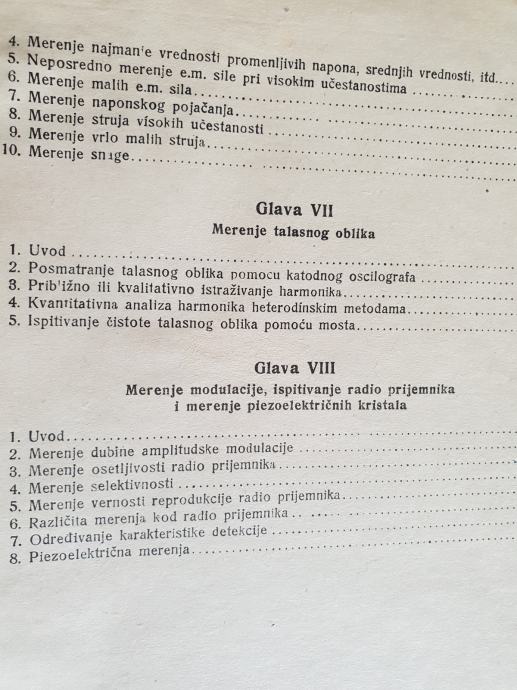 4. Merenje najman'e vrednosti promenljivih napona, srednjih vrednosti, itd....
5. Neposredno merenje e.m. sile pri visokim učestanostima ..............
6. Merenje malih e.m. sila..............
7. Merenje naponskog pojačanja..............
8. Merenje struja visokih učestanosti ..............
9. Merenje vrlo malih struja..............
10. Merenje snage..............
Glava VII
Merenje talasnog oblika
1. Uvod ..............
2. Posmatranje talasnog oblika pomocu katodnog oscilografa ..............
3. Prib'ižno ili kvalitativno istraživanje harmonika..............
4. Kvantitativna analiza harmonika heterodinskim metodama..............
5. Ispitivanje čistote talasnog oblika pomoću mosta..............
Glava VIII
Merenje modulacije, ispitivanje radio prijemnika
i merenje piezoelektričnih kristala
1. Uvod..............
2. Merenje dubine amplitudske modulacije ..............
3. Merenje osetljivosti radio prijemnika..............
4. Merenje selektivnosti ..............
5. Merenje vernosti reprodukcije radio prijemnika..............
6. Različita merenja kod radio prijemnika ..............
7. Određivanje karakteristike detekcije ..............
8. Piezoelektrična merenja..............